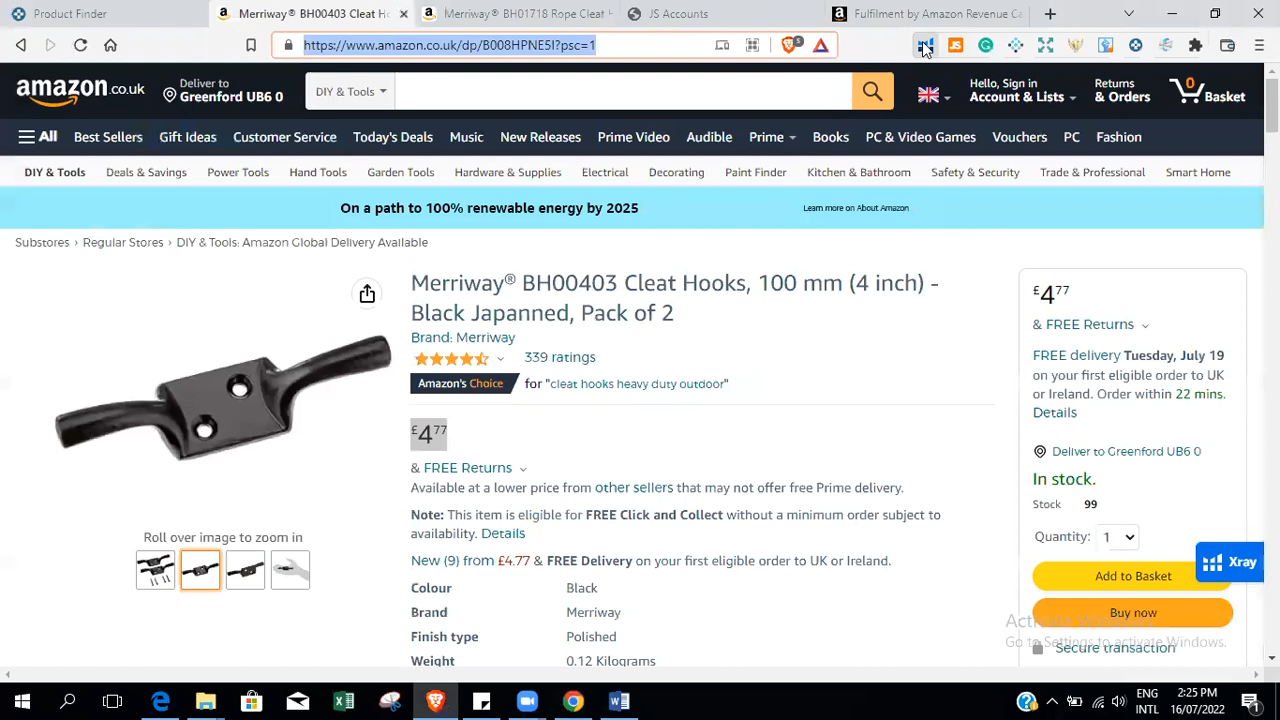 Product Finder
Merriway® BH00403 Cleat Ho
Merriway® BH01718 Rope Cleat H
JS Accounts
Fulfilment by Amazon Revenue Ca
https://www.amazon.co.uk/dp/B008HPNE5I?psc=1
5
JS
amazon.co.uk
Deliver to
Greenford UB6 0
DIY & Tools
Hello, Sign in
Account & Lists
Returns
& Orders
0
Basket
All
Best Sellers
Gift Ideas
Customer Service
Today's Deals
Music
New Releases
Prime Video
Audible
Prime
Books
PC & Video Games
Vouchers
PC
Fashion
DIY & Tools
Deals & Savings
Power Tools
Hand Tools
Garden Tools
Hardware & Supplies
Electrical
Decorating
Paint Finder
Kitchen & Bathroom
Safety & Security
Trade & Professional
Smart Home
On a path to 100% renewable energy by 2025
Learn more on About Amazon
Substores › Regular Stores › DIY & Tools: Amazon Global Delivery Available
Merriway® BH00403 Cleat Hooks, 100 mm (4 inch) -
Black Japanned, Pack of 2
Brand: Merriway
339 ratings
Amazon's Choice for "cleat hooks heavy duty outdoor"
£4 77
& FREE Returns
Available at a lower price from other sellers that may not offer free Prime delivery.
Note: This item is eligible for FREE Click and Collect without a minimum order subject to
availability. Details
New (9) from £4.77 & FREE Delivery on your first eligible order to UK or Ireland.
Colour Black
Brand Merriway
Finish type Polished
Weight 0.12 Kilograms
Roll over image to zoom in
£4 77
& FREE Returns
FREE delivery Tuesday, July 19
on your first eligible order to UK
or Ireland. Order within 22 mins.
Details
Deliver to Greenford UB6 0
In stock.
Stock 99
Quantity: 1
Xray
Add to Basket
Buy now
Activate Windows
Go to Settings to activate Windows.
Secure transaction
ENG
INTL
2:25 PM
16/07/2022
1